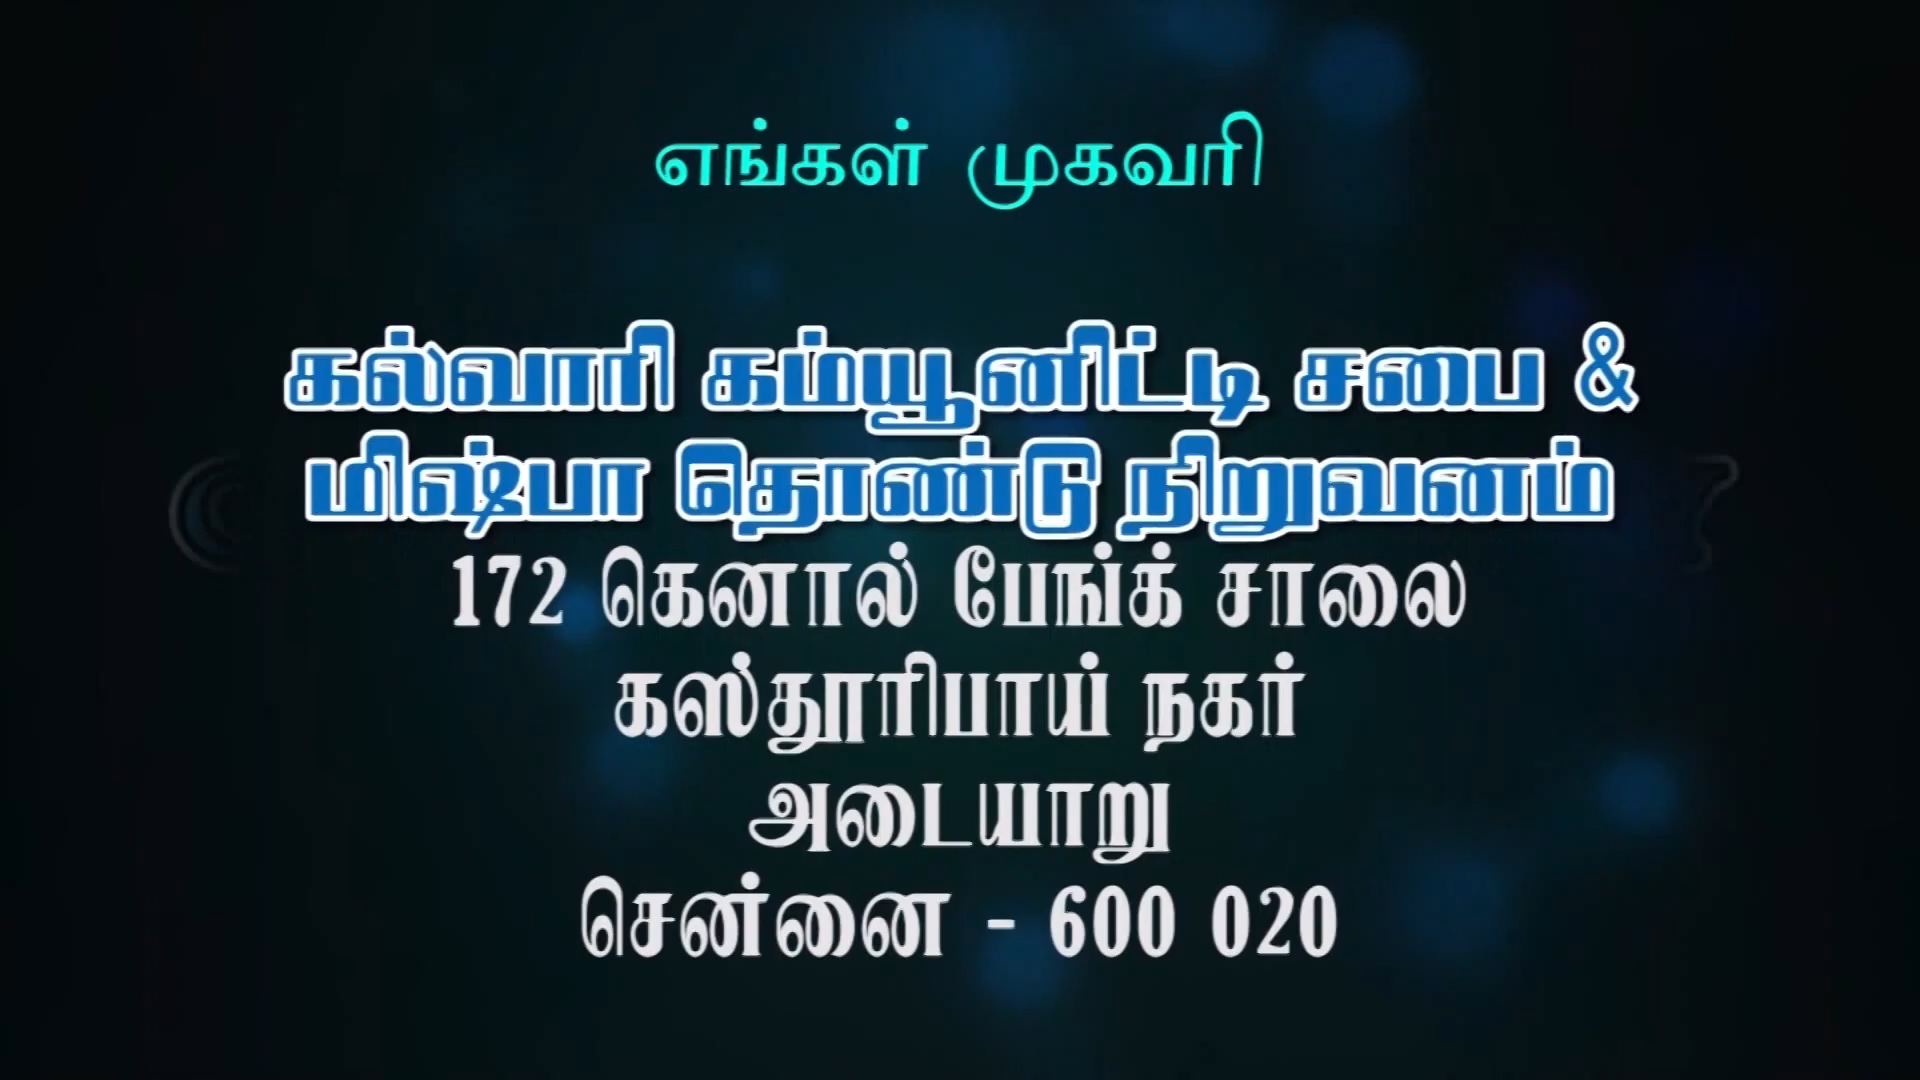 எங்கள் முகவரி
கல்வாரி கம்யூனிட்டி சபை &
மிஷ்பா தொண்டு நிறுவனம்
172 கெனால் பேங்க் சாலை
கஸ்தூரிபாய் நகர்
அடையாறு
சென்னை - 600 020